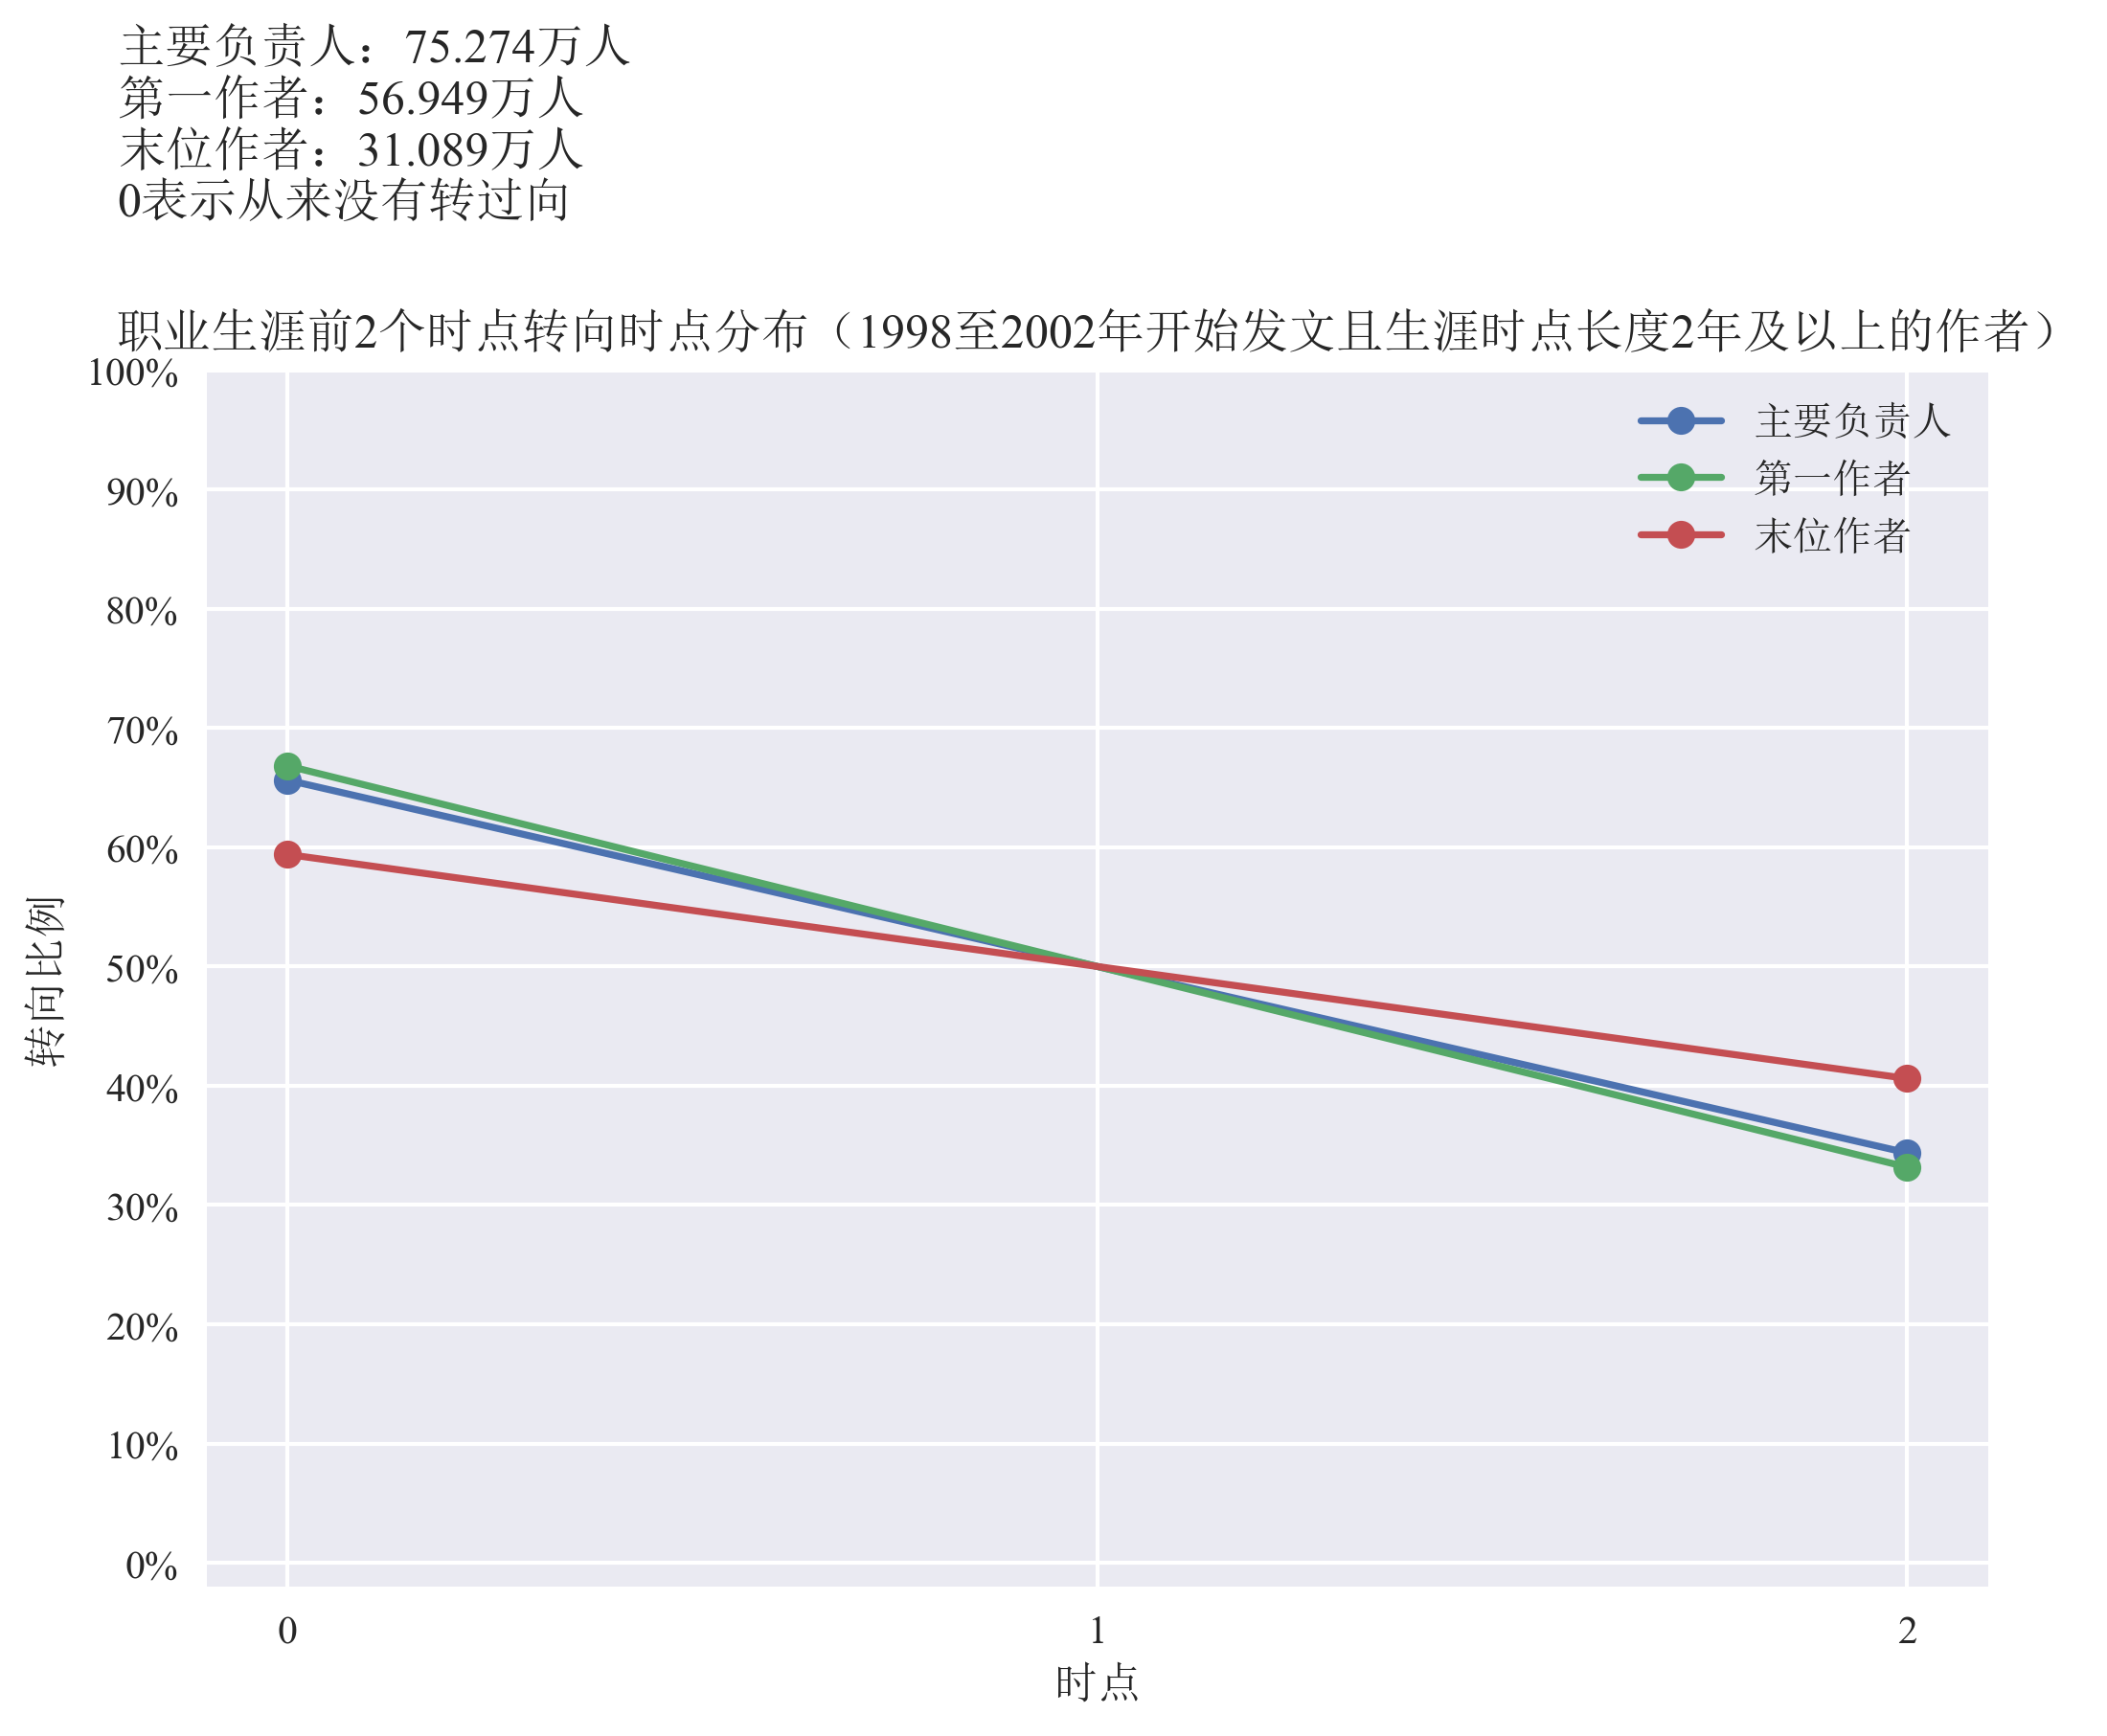 主要负责人：75.274万人
第一作者：56.949万人
末位作者：31.089万人
0表示从来没有转过向
职业生涯前2个时点转向时点分布（1998至2002年开始发文且生涯时点长度2年及以上的作者）
100%
90%
80%
70%
60%
50%
40%
30%
20%
10%
0%
转向比例
主要负责人
第一作者
末位作者
0
1
2
时点